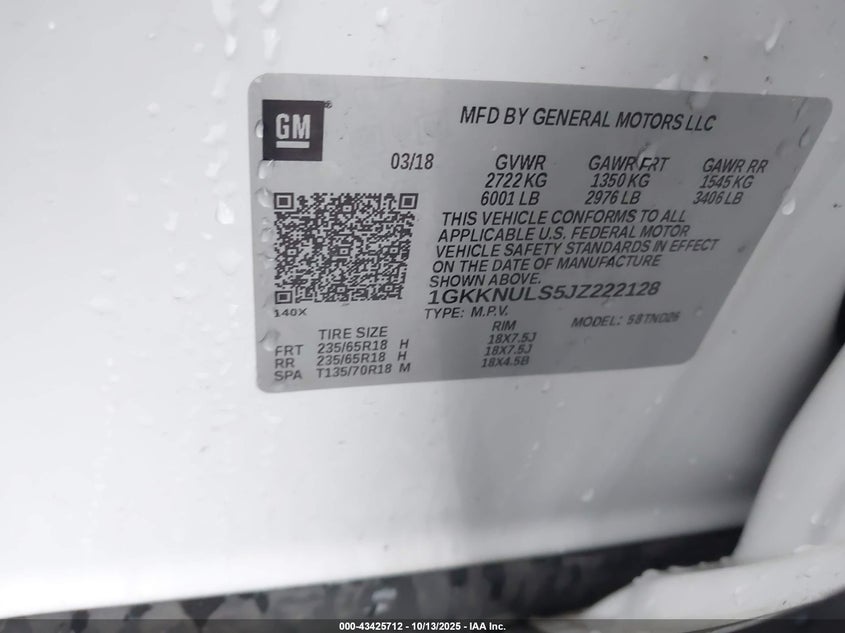 GM ®
MFD BY GENERAL MOTORS LLC
03/18 GVWR GAWR FRT GAWR RR
2722 KG 1350 KG 1545 KG
6001 LB 2976 LB 3406 LB
THIS VEHICLE CONFORMS TO ALL
APPLICABLE U.S. FEDERAL MOTOR
VEHICLE SAFETY STANDARDS IN EFFECT
ON THE DATE OF MANUFACTURE
SHOWN ABOVE.
1GKKNULS5JZ222128
140X
TYPE: M.P.V. MODEL: 5BTNO26
TIRE SIZE RIM
FRT 235/65R18 H 18X7.5J
RR 235/65R18 H 18X7.5J
SPA T135/70R18 M 18X4.5B
000-43425712 - 10/13/2025 - IAA Inc.